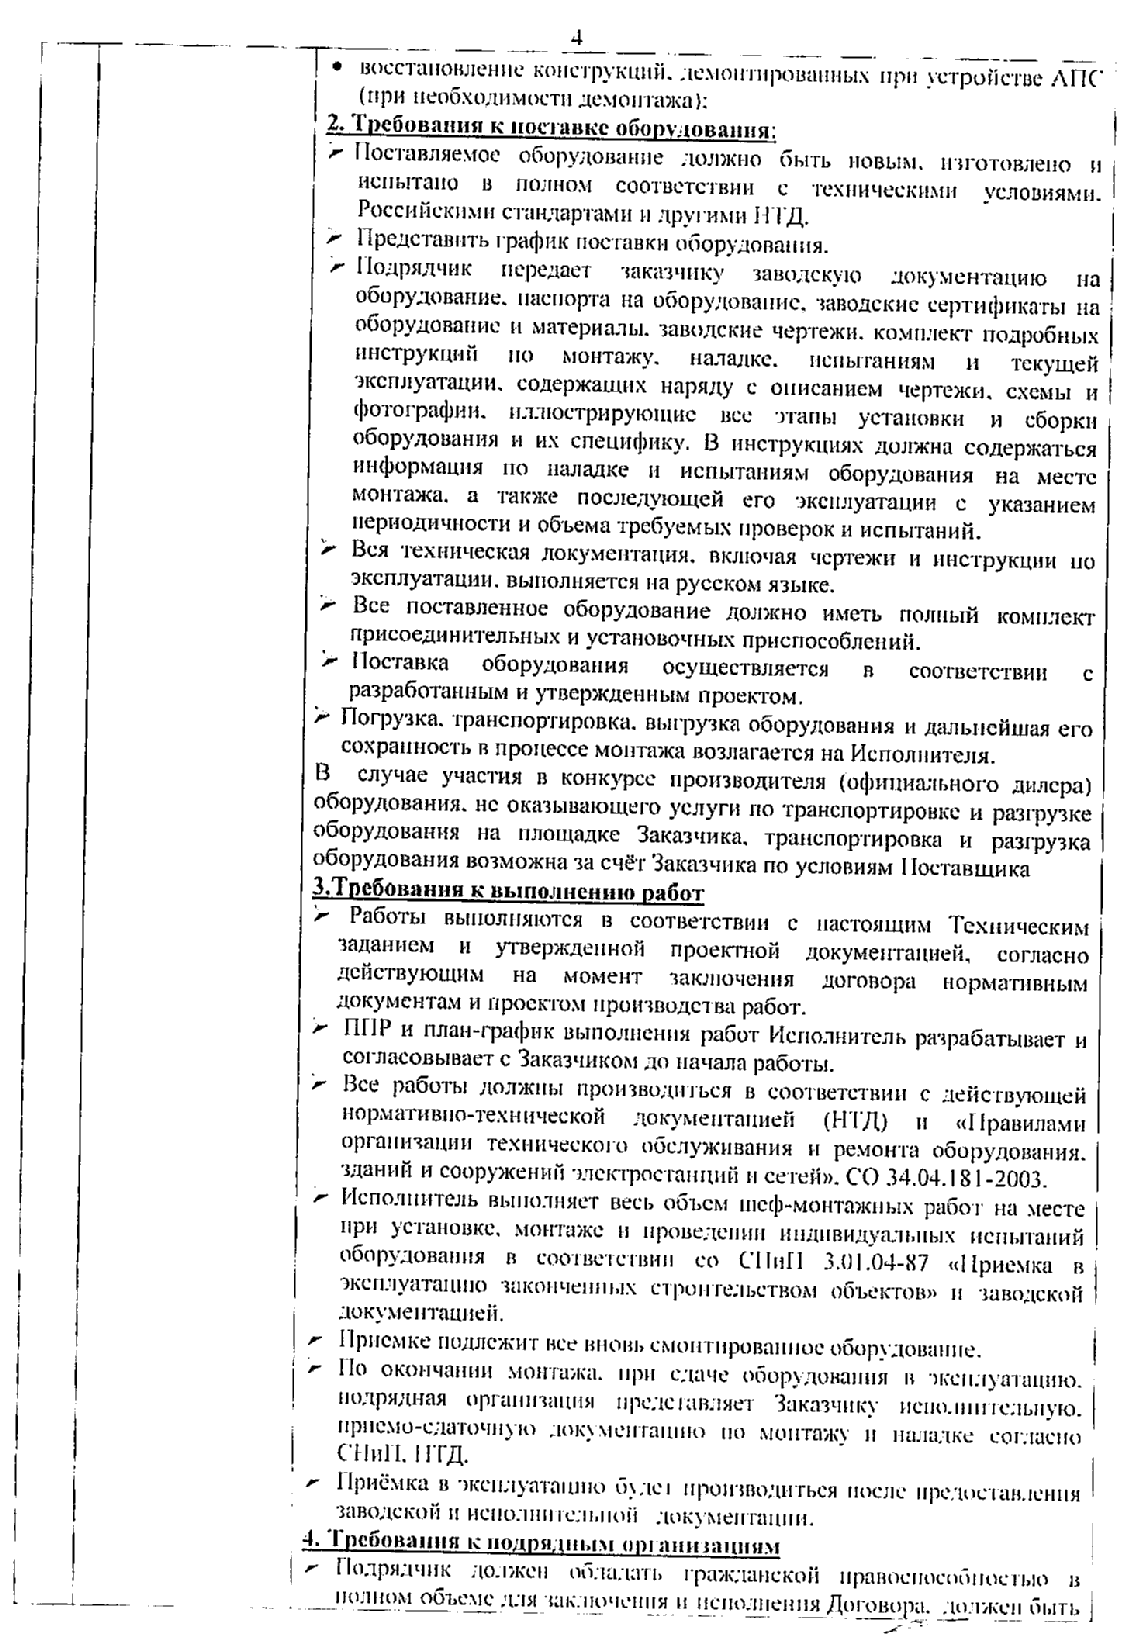 4
• восстановление конструкций, демонтированных при устройстве АПС
(при необходимости демонтажа);
2. Требования к поставке оборудования:
➢ Поставляемое оборудование должно быть новым, изготовлено и
испытано в полном соответствии с техническими условиями,
Российскими стандартами и другими НТД.
➢ Представить график поставки оборудования.
➢ Подрядчик передает заказчику заводскую документацию на
оборудование, паспорта на оборудование, заводские сертификаты на
оборудование и материалы, заводские чертежи, комплект подробных
инструкций по монтажу, наладке, испытаниям и текущей
эксплуатации, содержащих наряду с описанием чертежи, схемы и
фотографии, иллюстрирующие все этапы установки и сборки
оборудования и их специфику. В инструкциях должна содержаться
информация по наладке и испытаниям оборудования на месте
монтажа, а также последующей его эксплуатации с указанием
периодичности и объема требуемых проверок и испытаний.
➢ Вся техническая документация, включая чертежи и инструкции по
эксплуатации, выполняется на русском языке.
➢ Все поставленное оборудование должно иметь полный комплект
присоединительных и установочных приспособлений.
➢ Поставка оборудования осуществляется в соответствии с
разработанным и утвержденным проектом.
➢ Погрузка, транспортировка, выгрузка оборудования и дальнейшая его
сохранность в процессе монтажа возлагается на Исполнителя.
В случае участия в конкурсе производителя (официального дилера)
оборудования, не оказывающего услуги по транспортировке и разгрузке
оборудования на площадке Заказчика, транспортировка и разгрузка
оборудования возможна за счёт Заказчика по условиям Поставщика
3.Требования к выполнению работ
➢ Работы выполняются в соответствии с настоящим Техническим
заданием и утвержденной проектной документацией, согласно
действующим на момент заключения договора нормативным
документам и проектом производства работ.
➢ ППР и план-график выполнения работ Исполнитель разрабатывает и
согласовывает с Заказчиком до начала работы.
➢ Все работы должны производиться в соответствии с действующей
нормативно-технической документацией (НТД) и «Правилами
организации технического обслуживания и ремонта оборудования,
зданий и сооружений электростанций и сетей». СО 34.04.181-2003.
➢ Исполнитель выполняет весь объем шеф-монтажных работ на месте
при установке, монтаже и проведении индивидуальных испытаний
оборудования в соответствии со СНиП 3.01.04-87 «Приемка в
эксплуатацию законченных строительством объектов» и заводской
документацией.
➢ Приемке подлежит все вновь смонтированное оборудование.
➢ По окончании монтажа, при сдаче оборудования в эксплуатацию,
подрядная организация представляет Заказчику исполнительную,
приемо-сдаточную документацию по монтажу и наладке согласно
СНиП, НТД.
➢ Приёмка в эксплуатацию будет производиться после предоставления
заводской и исполнительной документации.
4. Требования к подрядным организациям
➢ Подрядчик должен обладать гражданской правоспособностью в
полном объеме для заключения и исполнения Договора, должен быть